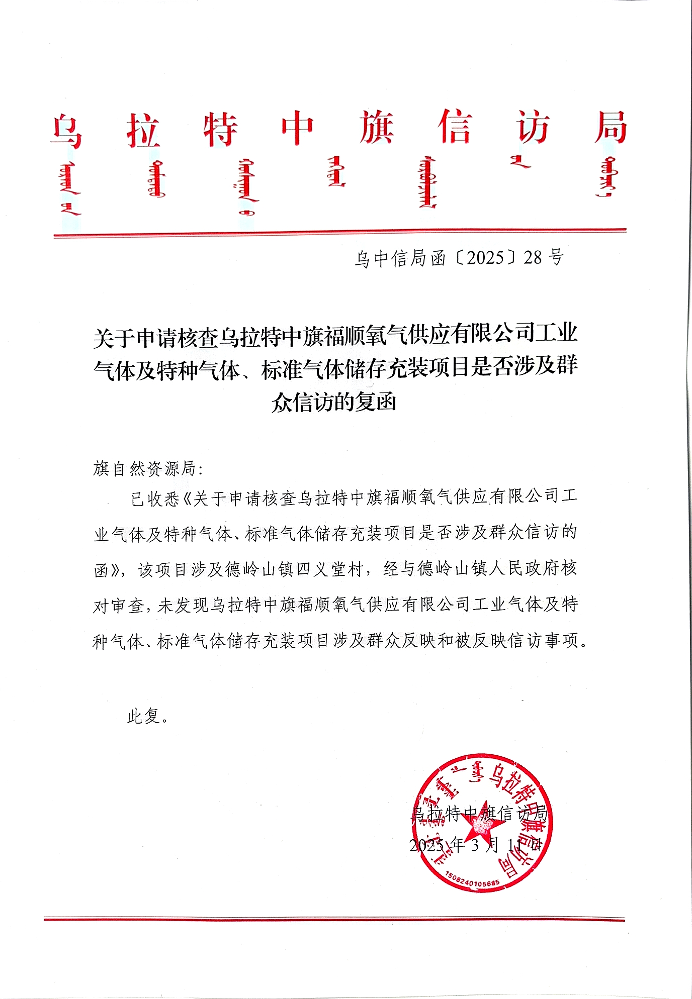 乌拉特中旗信访局
乌中信局函〔2025〕28号
关于申请核查乌拉特中旗福顺氧气供应有限公司工业
气体及特种气体、标准气体储存充装项目是否涉及群
众信访的复函
旗自然资源局：
已收悉《关于申请核查乌拉特中旗福顺氧气供应有限公司工
业气体及特种气体、标准气体储存充装项目是否涉及群众信访的
函》，该项目涉及德岭山镇四义堂村，经与德岭山镇人民政府核
对审查，未发现乌拉特中旗福顺氧气供应有限公司工业气体及特
种气体、标准气体储存充装项目涉及群众反映和被反映信访事项。
此复。
乌拉特中旗信访局
乌拉特中旗信访局
2025年3月11日
1508240105685